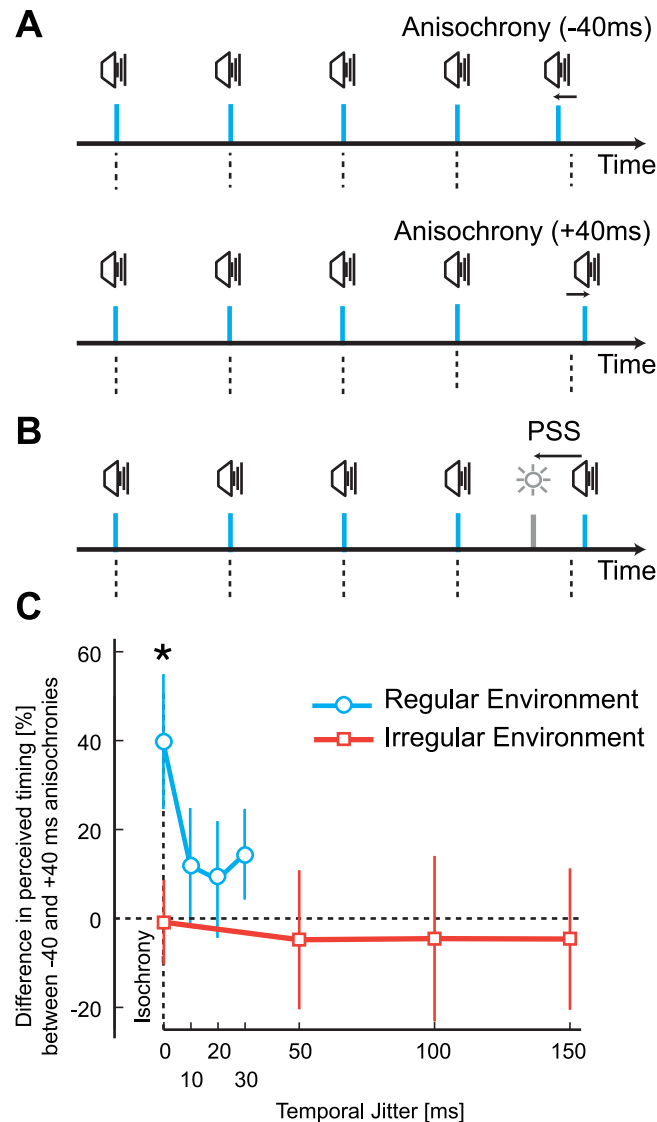 A
Anisochrony (-40ms)
Time
Anisochrony (+40ms)
Time
B
PSS
Time
C
Difference in perceived timing [%]
between -40 and +40 ms anisochronies
60
40
20
0
-20
*
Regular Environment
Irregular Environment
Isochrony
0
10
20
30
50
100
150
Temporal Jitter [ms]